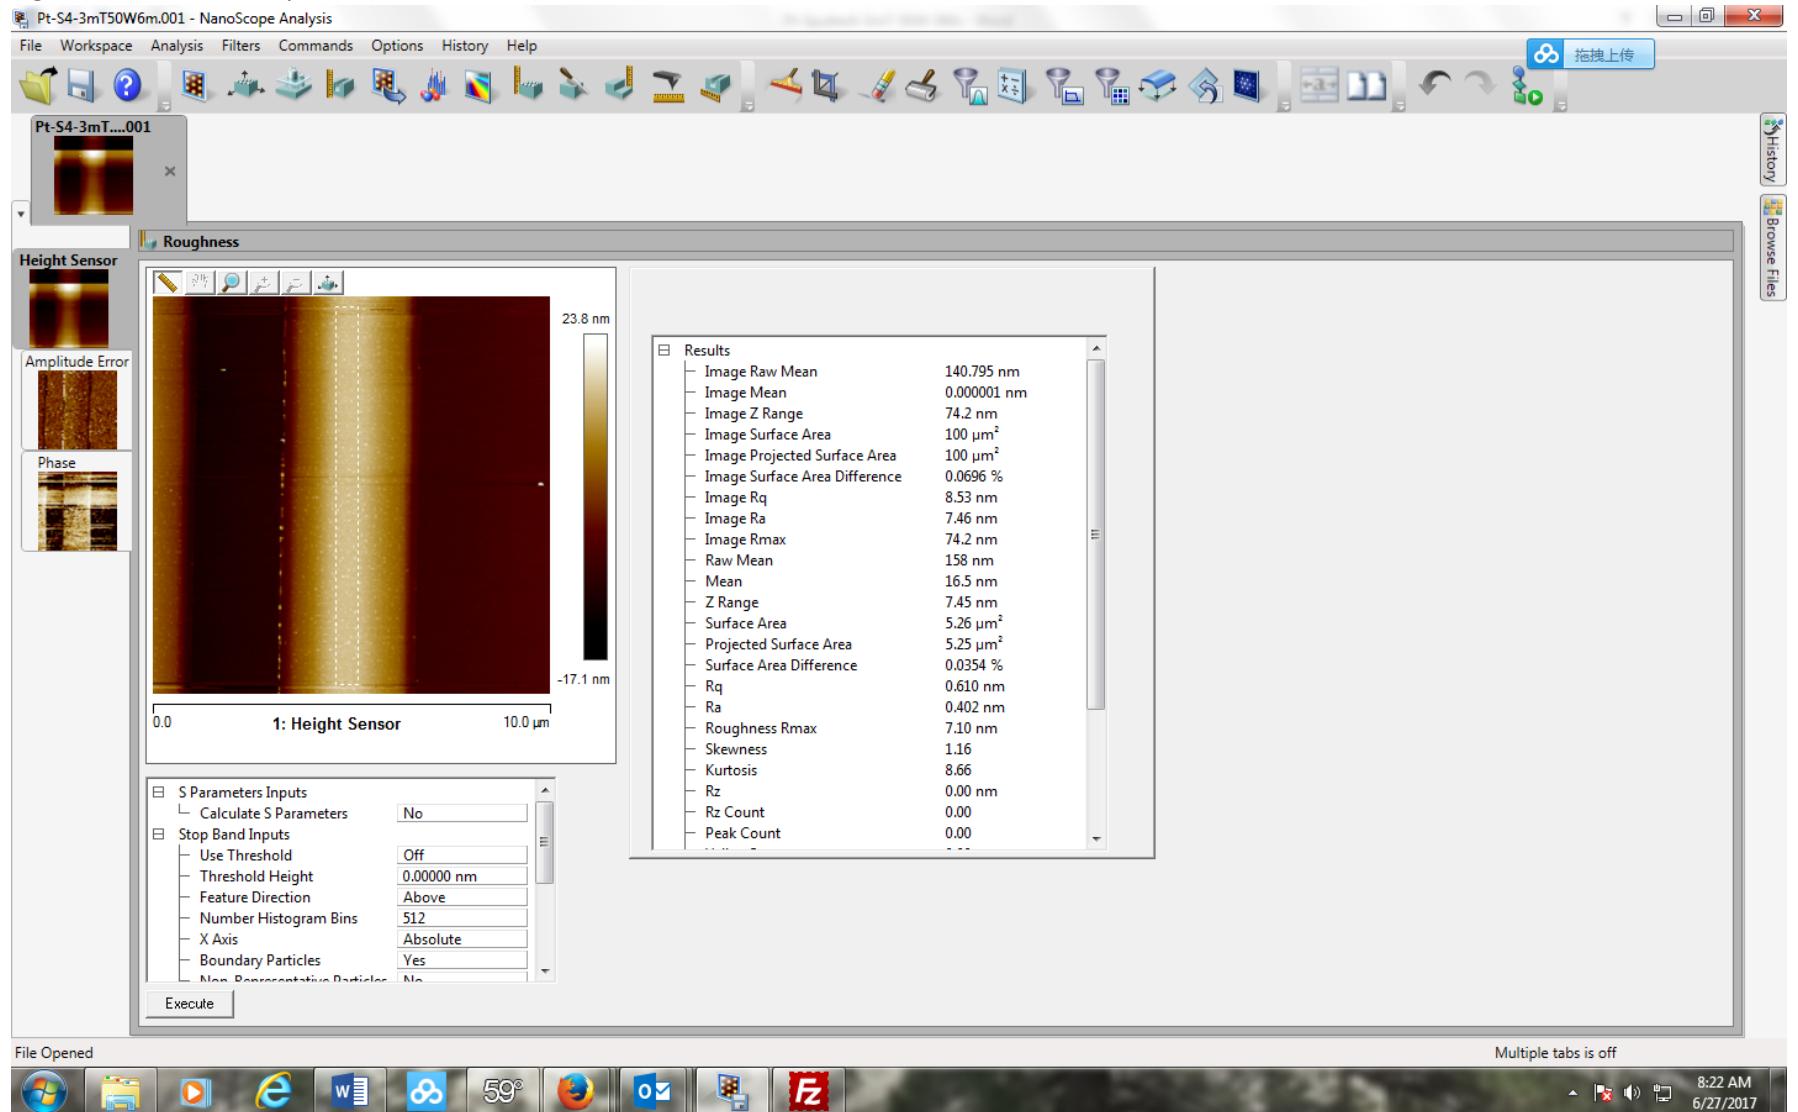 Pt-S4-3mT50W6m.001 - NanoScope Analysis
File Workspace Analysis Filters Commands Options History Help
拖拽上传
Pt-S4-3mT....001
History
Browse Files
Roughness
Height Sensor
Amplitude Error
Phase
23.8 nm
-17.1 nm
0.0 1: Height Sensor 10.0 µm
Results
Image Raw Mean 140.795 nm
Image Mean 0.000001 nm
Image Z Range 74.2 nm
Image Surface Area 100 µm²
Image Projected Surface Area 100 µm²
Image Surface Area Difference 0.0696 %
Image Rq 8.53 nm
Image Ra 7.46 nm
Image Rmax 74.2 nm
Raw Mean 158 nm
Mean 16.5 nm
Z Range 7.45 nm
Surface Area 5.26 µm²
Projected Surface Area 5.25 µm²
Surface Area Difference 0.0354 %
Rq 0.610 nm
Ra 0.402 nm
Roughness Rmax 7.10 nm
Skewness 1.16
Kurtosis 8.66
Rz 0.00 nm
Rz Count 0.00
Peak Count 0.00
S Parameters Inputs
Calculate S Parameters No
Stop Band Inputs
Use Threshold Off
Threshold Height 0.00000 nm
Feature Direction Above
Number Histogram Bins 512
X Axis Absolute
Boundary Particles Yes
Non-Representative Particles No
Execute
File Opened
Multiple tabs is off
59°
8:22 AM
6/27/2017